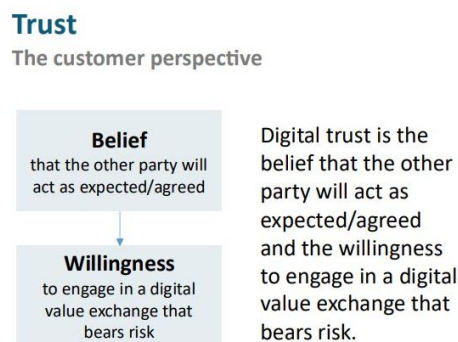 Trust
The customer perspective
Belief
that the other party will
act as expected/agreed
Willingness
to engage in a digital
value exchange that
bears risk
Digital trust is the
belief that the other
party will act as
expected/agreed
and the willingness
to engage in a digital
value exchange that
bears risk.